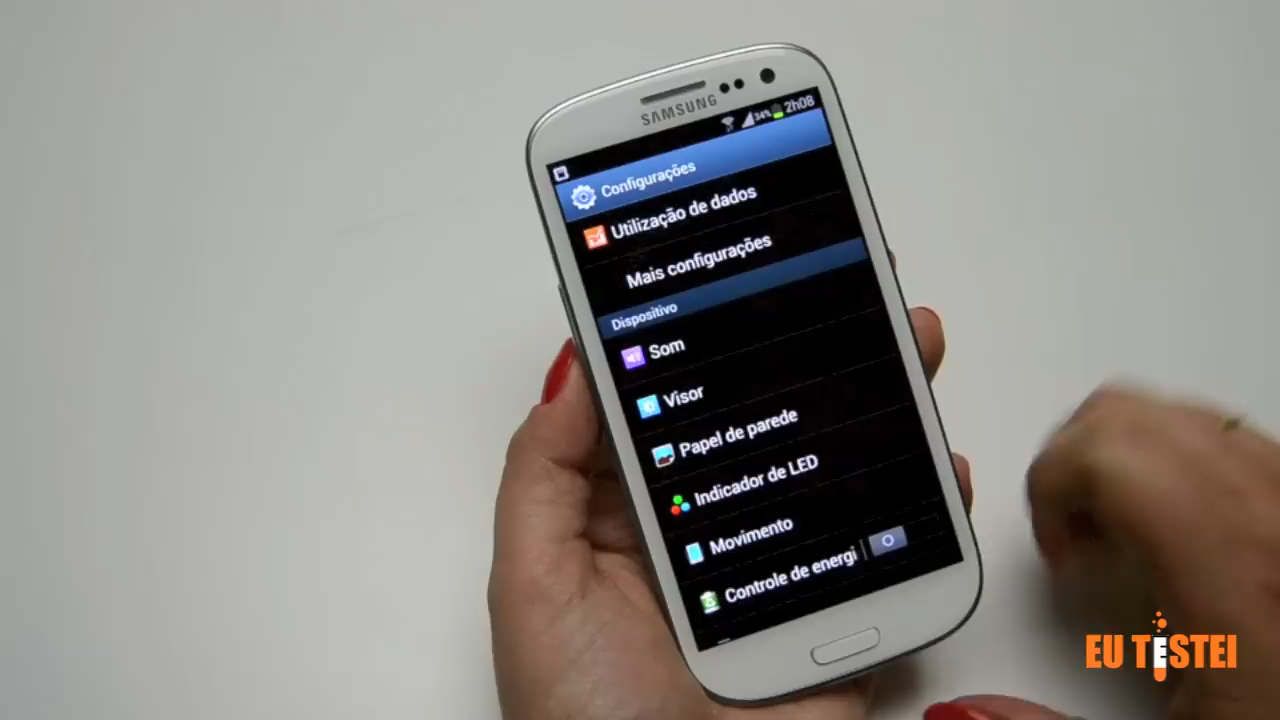 SAMSUNG
34% 2h08
Configurações
Utilização de dados
Mais configurações
Dispositivo
Som
Visor
Papel de parede
Indicador de LED
Movimento
Controle de energi
EU TESTEI